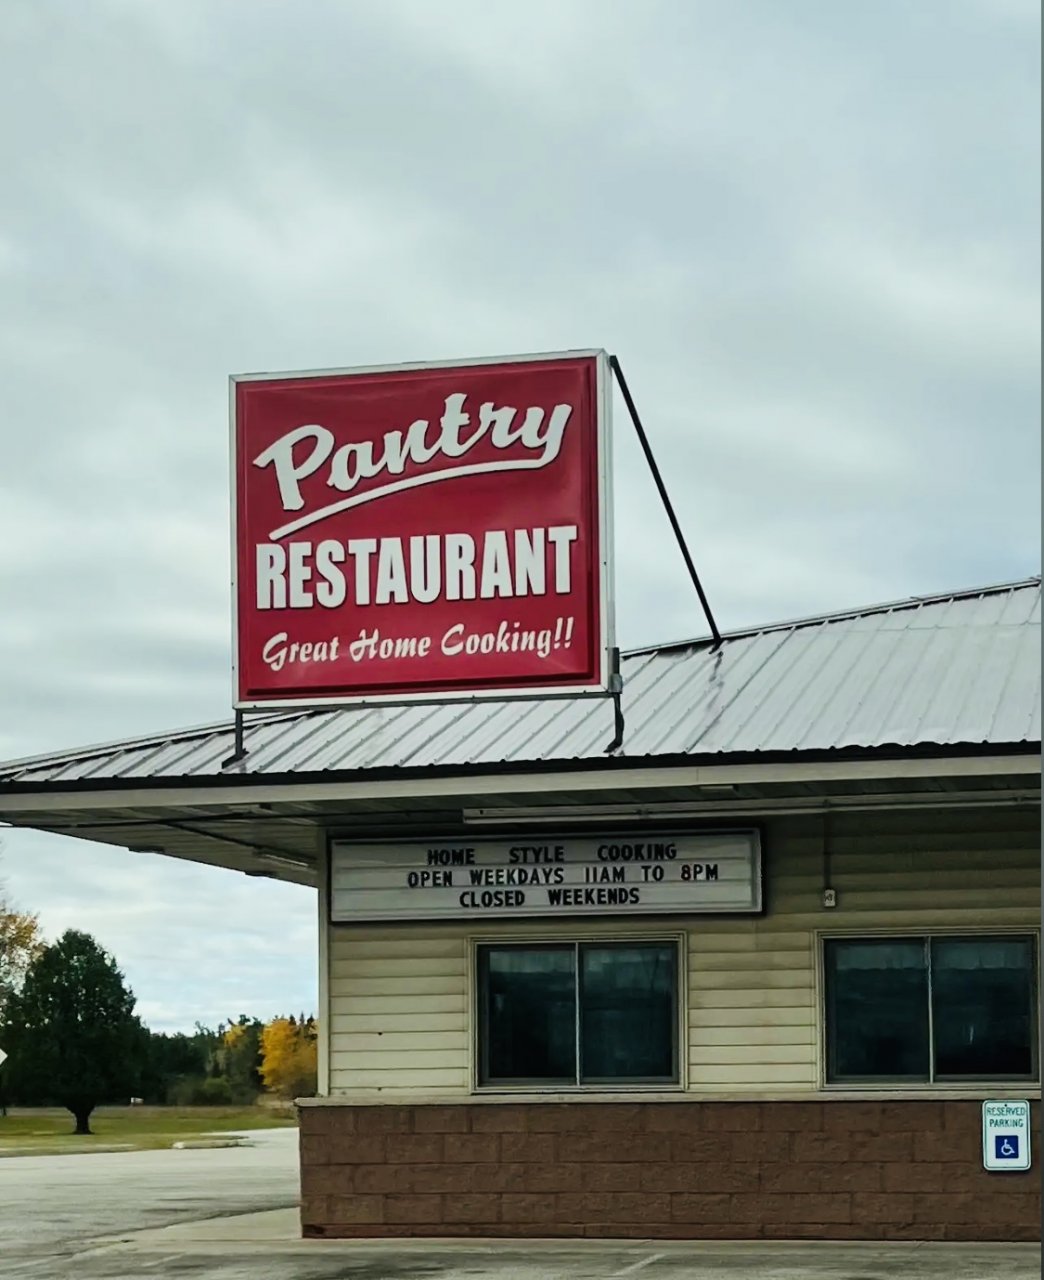 Pantry
RESTAURANT
Great Home Cooking!!
HOME STYLE COOKING
OPEN WEEKDAYS 11AM TO 8PM
CLOSED WEEKENDS
RESERVED
PARKING